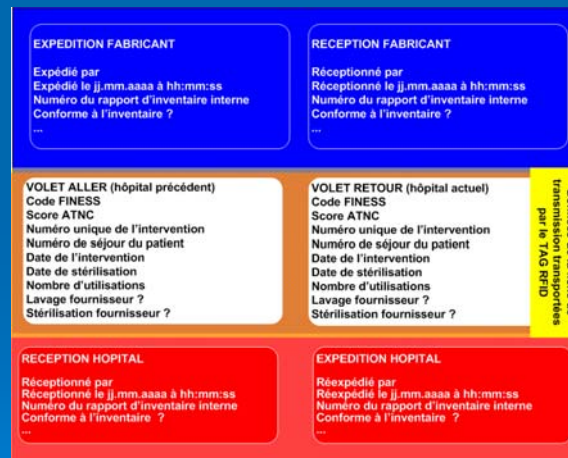 EXPEDITION FABRICANT
Expédié par
Expédié le jj.mm.aaaa à hh:mm:ss
Numéro du rapport d'inventaire interne
Conforme à l'inventaire ?
...
RECEPTION FABRICANT
Réceptionné par
Réceptionné le jj.mm.aaaa à hh:mm:ss
Numéro du rapport d'inventaire interne
Conforme à l'inventaire ?
...
VOLET ALLER (hôpital précédent)
Code FINESS
Score ATNC
Numéro unique de l'intervention
Numéro de séjour du patient
Date de l'intervention
Date de stérilisation
Nombre d'utilisations
Lavage fournisseur ?
Stérilisation fournisseur ?
VOLET RETOUR (hôpital actuel)
Code FINESS
Score ATNC
Numéro unique de l'intervention
Numéro de séjour du patient
Date de l'intervention
Date de stérilisation
Nombre d'utilisations
Lavage fournisseur ?
Stérilisation fournisseur ?
transmission transportées
par le TAG RFID
RECEPTION HOPITAL
Réceptionné par
Réceptionné le jj.mm.aaaa à hh:mm:ss
Numéro du rapport d'inventaire interne
Conforme à l'inventaire ?
...
EXPEDITION HOPITAL
Réexpédié par
Réexpédié le jj.mm.aaaa à hh:mm:ss
Numéro du rapport d'inventaire interne
Conforme à l'inventaire ?
...